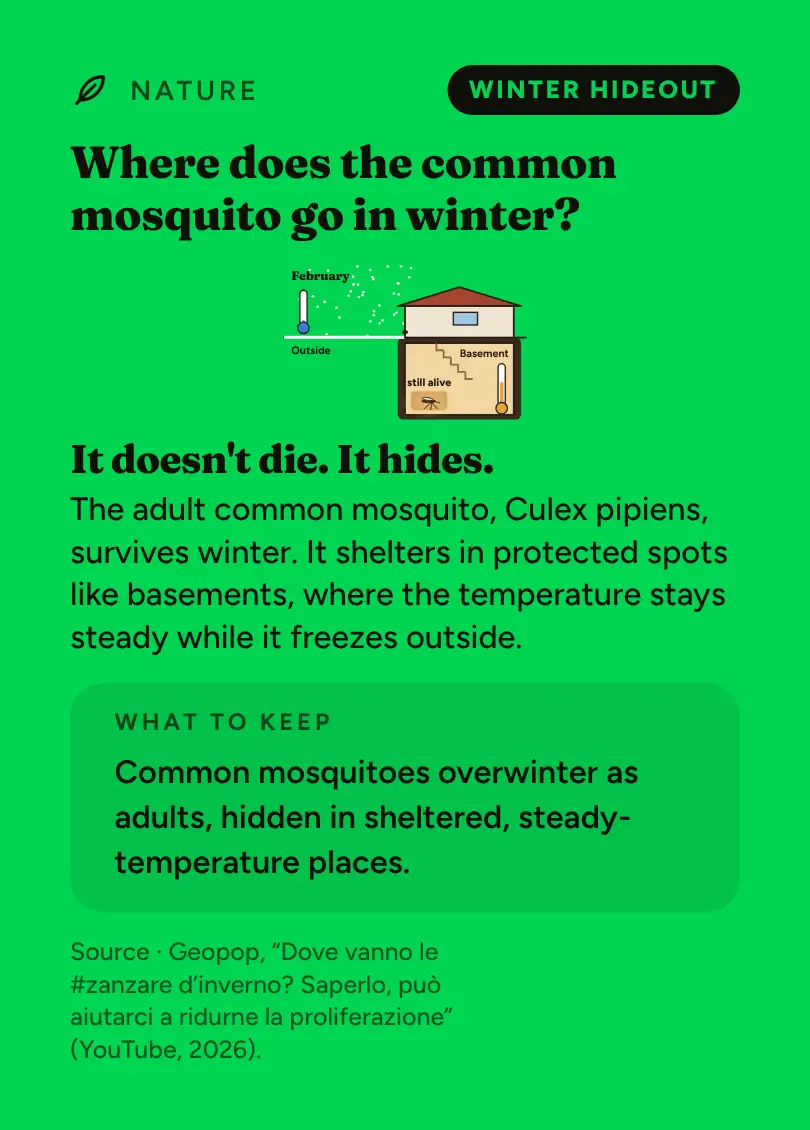 NATURE
WINTER HIDEOUT
Where does the common
mosquito go in winter?
February
Outside
Basement
still alive
It doesn't die. It hides.
The adult common mosquito, Culex pipiens,
survives winter. It shelters in protected spots
like basements, where the temperature stays
steady while it freezes outside.
WHAT TO KEEP
Common mosquitoes overwinter as
adults, hidden in sheltered, steady-
temperature places.
Source · Geopop, “Dove vanno le
#zanzare d’inverno? Saperlo, può
aiutarci a ridurne la proliferazione”
(YouTube, 2026).